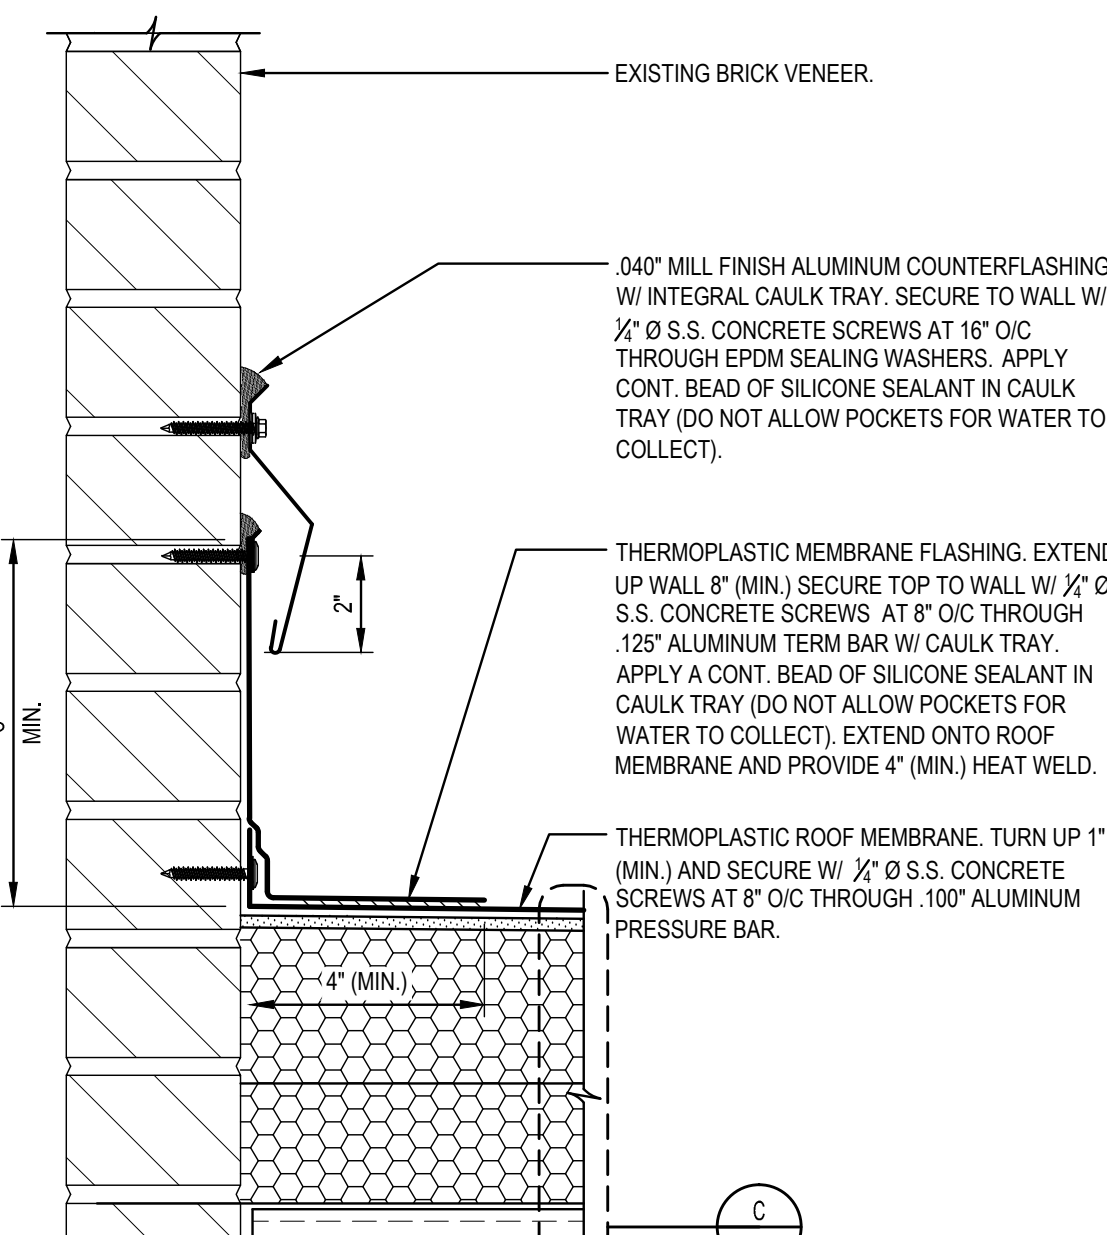 EXISTING BRICK VENEER.
.040" MILL FINISH ALUMINUM COUNTERFLASHING
W/ INTEGRAL CAULK TRAY. SECURE TO WALL W/
1/4" Ø S.S. CONCRETE SCREWS AT 16" O/C
THROUGH EPDM SEALING WASHERS. APPLY
CONT. BEAD OF SILICONE SEALANT IN CAULK
TRAY (DO NOT ALLOW POCKETS FOR WATER TO
COLLECT).
THERMOPLASTIC MEMBRANE FLASHING. EXTEND
UP WALL 8" (MIN.) SECURE TOP TO WALL W/ 1/4" Ø
S.S. CONCRETE SCREWS AT 8" O/C THROUGH
.125" ALUMINUM TERM BAR W/ CAULK TRAY.
APPLY A CONT. BEAD OF SILICONE SEALANT IN
CAULK TRAY (DO NOT ALLOW POCKETS FOR
WATER TO COLLECT). EXTEND ONTO ROOF
MEMBRANE AND PROVIDE 4" (MIN.) HEAT WELD.
THERMOPLASTIC ROOF MEMBRANE. TURN UP 1"
(MIN.) AND SECURE W/ 1/4" Ø S.S. CONCRETE
SCREWS AT 8" O/C THROUGH .100" ALUMINUM
PRESSURE BAR.
2"
MIN.
4" (MIN.)
C